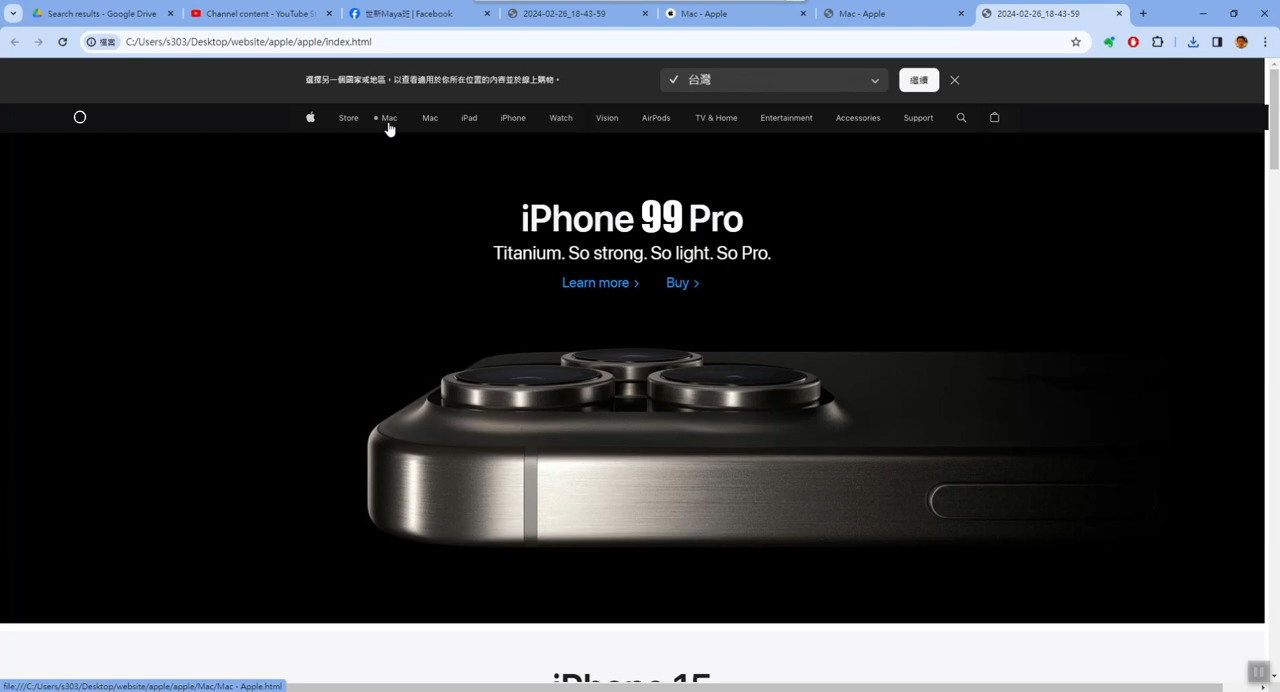 Search results - Google Drive
Channel content - YouTube S
世新Maya班 | Facebook
2024-02-26_18-43-59
Mac - Apple
Mac - Apple
2024-02-26_18-43-59
檔案
C:/Users/s303/Desktop/website/apple/apple/index.html
選擇另一個國家或地區，以查看適用於你所在位置的內容並於線上購物。
台灣
繼續
Store
Mac
Mac
iPad
iPhone
Watch
Vision
AirPods
TV & Home
Entertainment
Accessories
Support
iPhone 99 Pro
Titanium. So strong. So light. So Pro.
Learn more >
Buy >
iPhone 15
file:///C:/Users/s303/Desktop/website/apple/apple/Mac/Mac - Apple.html